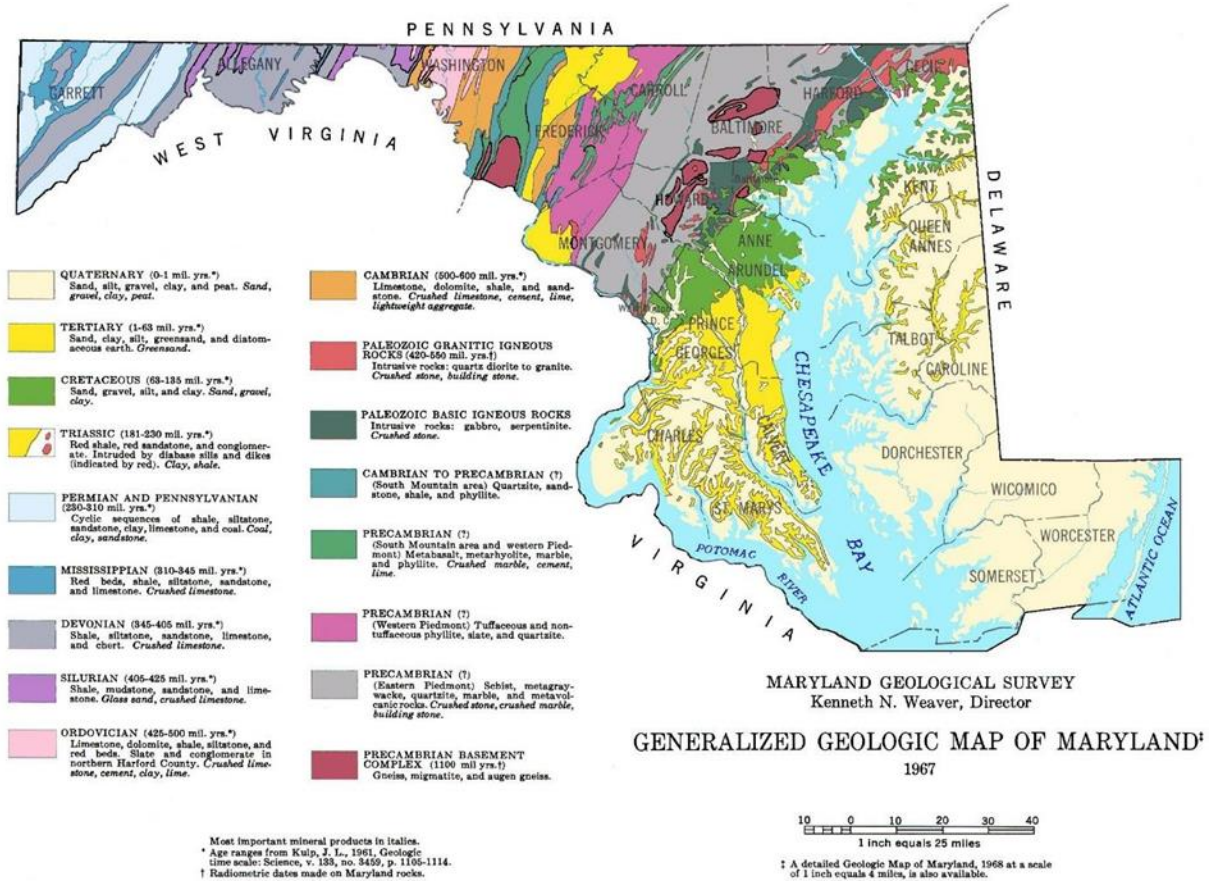 PENNSYLVANIA
GARRETT
ALLEGANY
WASHINGTON
FREDERICK
CARROLL
BALTIMORE
HARFORD
CECIL
WEST VIRGINIA
HOWARD
MONTGOMERY
KENT
QUEEN
ANNES
DELAWARE
ANNE
ARUNDEL
D. C.
PRINCE
GEORGES
TALBOT
CAROLINE
CHESAPEAKE
BAY
CHARLES
CALVERT
ST. MARYS
DORCHESTER
WICOMICO
WORCESTER
SOMERSET
ATLANTIC OCEAN
POTOMAC
RIVER
VIRGINIA
QUATERNARY (0-1 mil. yrs.*)
Sand, silt, gravel, clay, and peat. Sand,
gravel, clay, peat.
TERTIARY (1-63 mil. yrs.*)
Sand, clay, silt, greensand, and diatom-
aceous earth. Greensand.
CRETACEOUS (63-135 mil. yrs.*)
Sand, gravel, silt, and clay. Sand, gravel,
clay.
TRIASSIC (181-230 mil. yrs.*)
Red shale, red sandstone, and conglomer-
ate. Intruded by diabase sills and dikes
(indicated by red). Clay, shale.
PERMIAN AND PENNSYLVANIAN
(230-310 mil. yrs.*)
Cyclic sequences of shale, siltstone,
sandstone, clay, limestone, and coal. Coal,
clay, sandstone.
MISSISSIPPIAN (310-345 mil. yrs.*)
Red beds, shale, siltstone, sandstone,
and limestone. Crushed limestone.
DEVONIAN (345-405 mil. yrs.*)
Shale, siltstone, sandstone, limestone,
and chert. Crushed limestone.
SILURIAN (405-425 mil. yrs.*)
Shale, mudstone, sandstone, and lime-
stone. Glass sand, crushed limestone.
ORDOVICIAN (425-500 mil. yrs.*)
Limestone, dolomite, shale, siltstone, and
red beds. Slate and conglomerate in
northern Harford County. Crushed lime-
stone, cement, clay, lime.
CAMBRIAN (500-600 mil. yrs.*)
Limestone, dolomite, shale, and sand-
stone. Crushed limestone, cement, lime,
lightweight aggregate.
PALEOZOIC GRANITIC IGNEOUS
ROCKS (420-550 mil. yrs.†)
Intrusive rocks: quartz diorite to granite.
Crushed stone, building stone.
PALEOZOIC BASIC IGNEOUS ROCKS
Intrusive rocks: gabbro, serpentinite.
Crushed stone.
CAMBRIAN TO PRECAMBRIAN (?)
(South Mountain area) Quartzite, sand-
stone, shale, and phyllite.
PRECAMBRIAN (?)
(South Mountain area and western Pied-
mont) Metabasalt, metarhyolite, marble,
and phyllite. Crushed marble, cement,
lime.
PRECAMBRIAN (?)
(Western Piedmont) Tuffaceous and non-
tuffaceous phyllite, slate, and quartzite.
PRECAMBRIAN (?)
(Eastern Piedmont) Schist, metagray-
wacke, quartzite, marble, and metavol-
canic rocks. Crushed stone, crushed marble,
building stone.
PRECAMBRIAN BASEMENT
COMPLEX (1100 mil yrs.†)
Gneiss, migmatite, and augen gneiss.
Most important mineral products in italics.
* Age ranges from Kulp, J. L., 1961, Geologic
time scale: Science, v. 133, no. 3459, p. 1105-1114.
† Radiometric dates made on Maryland rocks.
MARYLAND GEOLOGICAL SURVEY
Kenneth N. Weaver, Director
GENERALIZED GEOLOGIC MAP OF MARYLAND‡
1967
10 0 10 20 30 40
1 inch equals 25 miles
‡ A detailed Geologic Map of Maryland, 1968 at a scale
of 1 inch equals 4 miles, is also available.